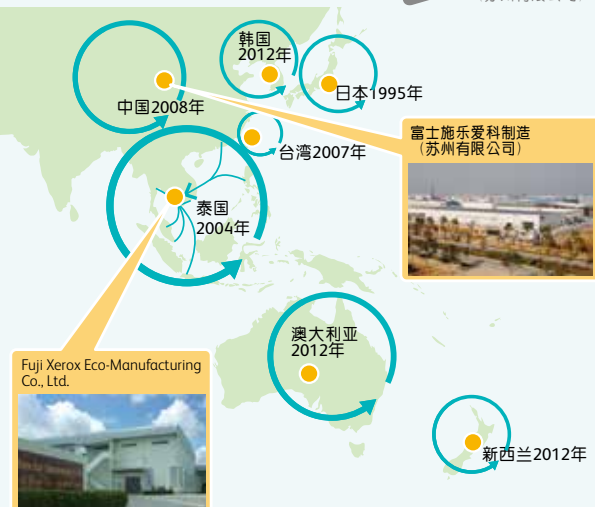 韩国
2012年
日本1995年
中国2008年
台湾2007年
富士施乐爱科制造
（苏州有限公司）
泰国
2004年
澳大利亚
2012年
Fuji Xerox Eco-Manufacturing
Co., Ltd.
新西兰2012年